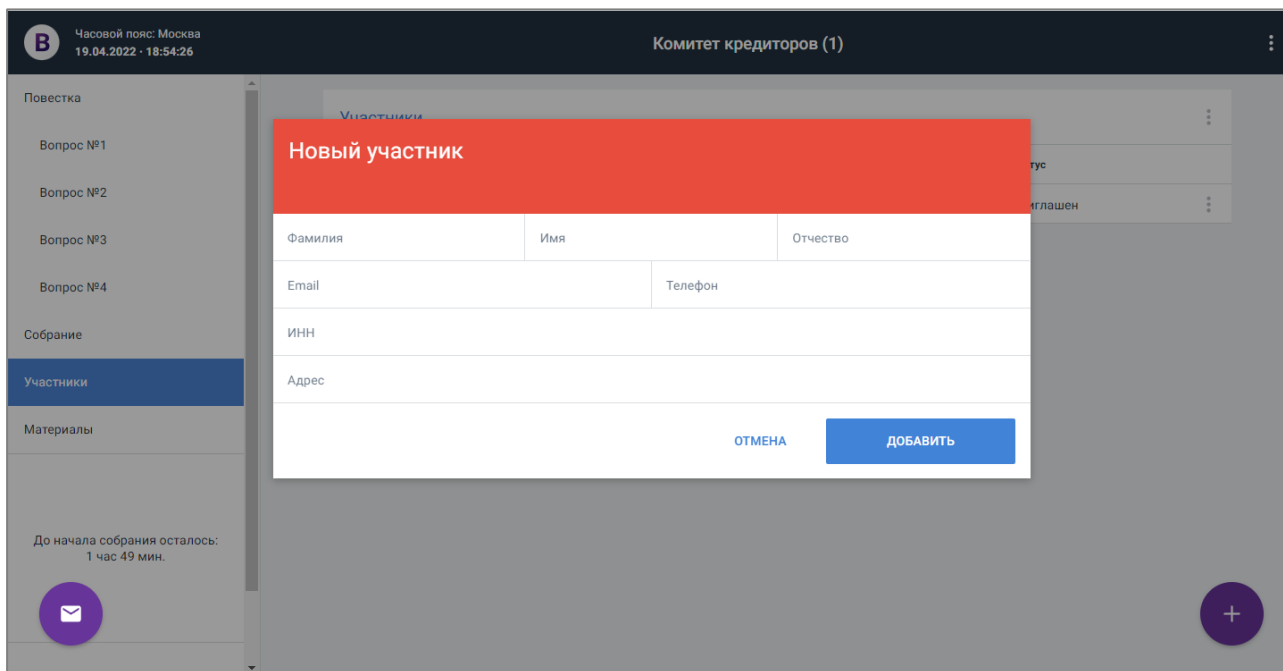 B
Часовой пояс: Москва
19.04.2022 · 18:54:26
Комитет кредиторов (1)
Повестка
Вопрос №1
Вопрос №2
Вопрос №3
Вопрос №4
Собрание
Участники
Материалы
До начала собрания осталось:
1 час 49 мин.
Участники
Новый участник
Фамилия Имя Отчество
Email Телефон
ИНН
Адрес
ОТМЕНА ДОБАВИТЬ